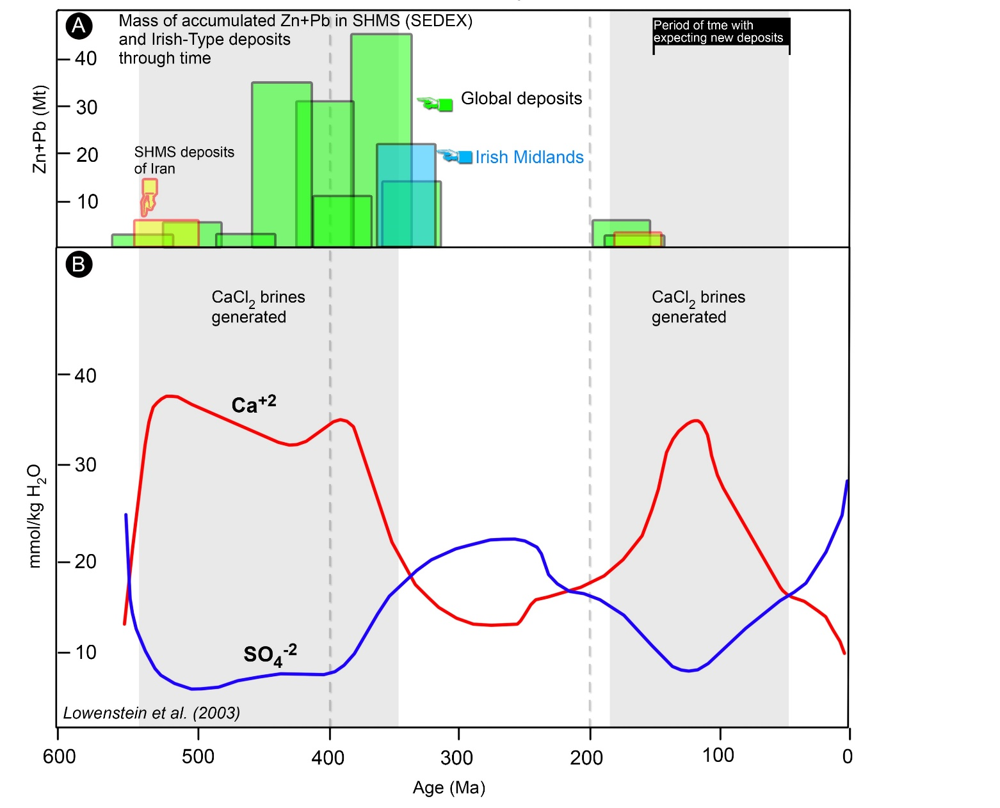 A
Mass of accumulated Zn+Pb in SHMS (SEDEX)
and Irish-Type deposits
through time
Period of tme with
expecting new deposits
40
30
20
10
Zn+Pb (Mt)
Global deposits
Irish Midlands
SHMS deposits
of Iran
B
CaCl2 brines
generated
CaCl2 brines
generated
40
30
20
10
mmol/kg H2O
Ca+2
SO4-2
Lowenstein et al. (2003)
600 500 400 300 200 100 0
Age (Ma)